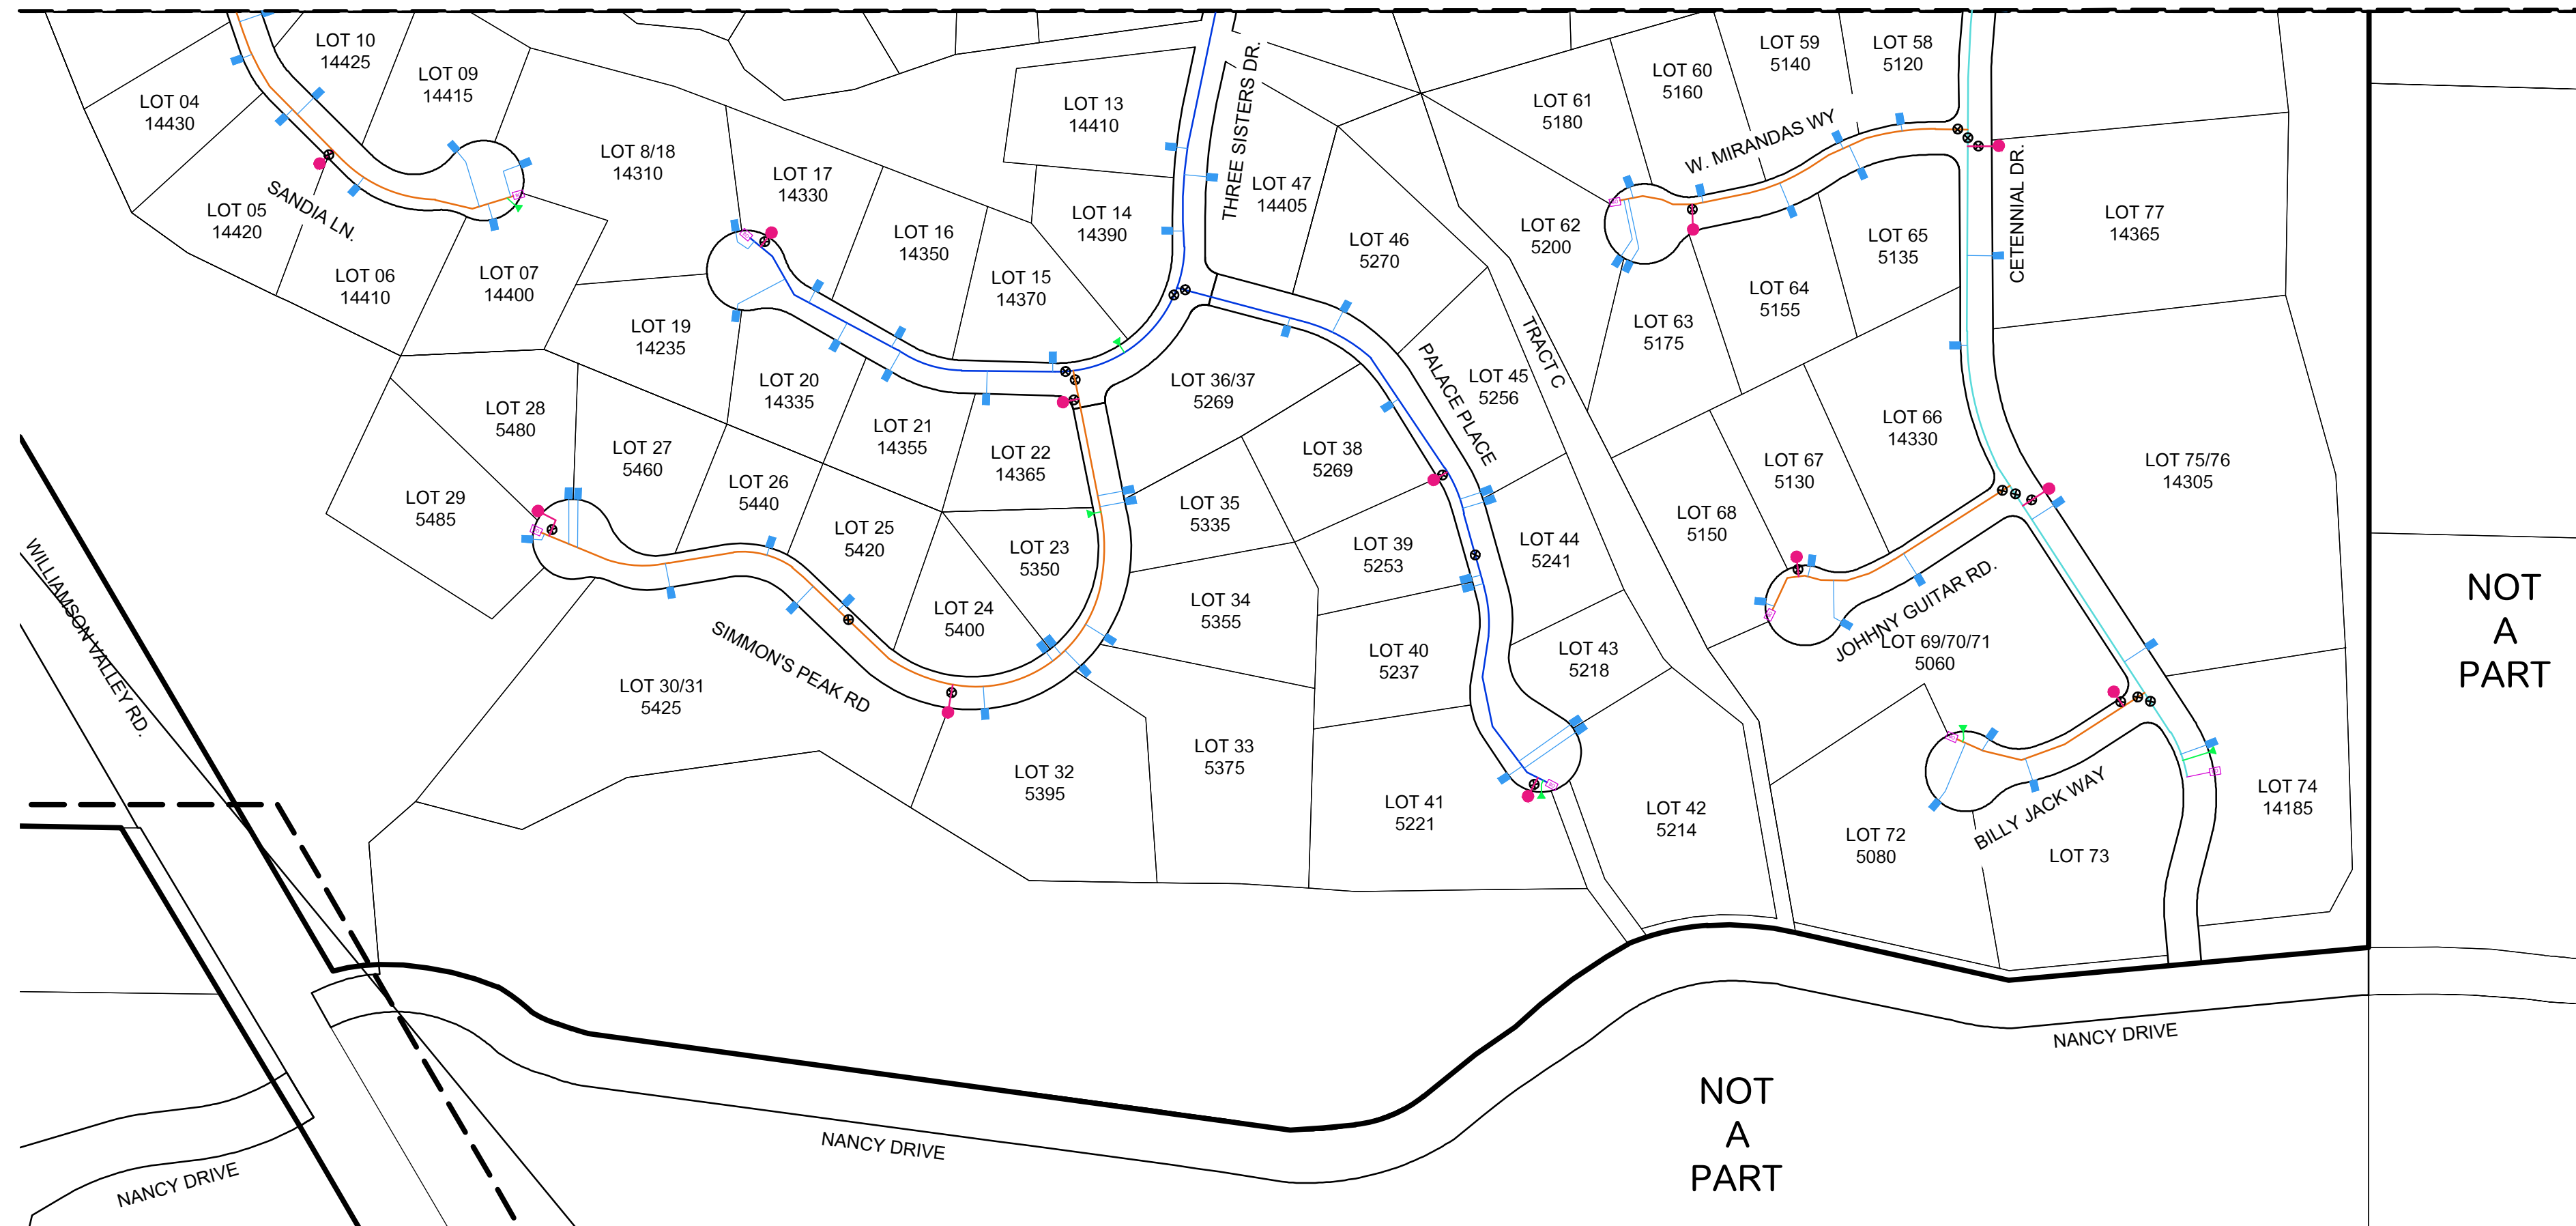 LOT 10
14425
LOT 09
14415
LOT 04
14430
LOT 05
14420
SANDIA LN.
LOT 06
14410
LOT 07
14400
LOT 8/18
14310
LOT 17
14330
LOT 16
14350
LOT 15
14370
LOT 13
14410
LOT 14
14390
THREE SISTERS DR.
LOT 47
14405
LOT 46
5270
LOT 61
5180
LOT 60
5160
LOT 59
5140
LOT 58
5120
W. MIRANDAS WY
LOT 62
5200
LOT 63
5175
LOT 64
5155
LOT 65
5135
CETENNIAL DR.
LOT 77
14365
LOT 19
14235
LOT 20
14335
LOT 21
14355
LOT 22
14365
LOT 36/37
5269
PALACE PLACE
LOT 45
5256
TRACT C
LOT 28
5480
LOT 27
5460
LOT 26
5440
LOT 25
5420
LOT 29
5485
LOT 23
5350
LOT 24
5400
LOT 35
5335
LOT 34
5355
LOT 38
5269
LOT 39
5253
LOT 44
5241
LOT 40
5237
LOT 43
5218
LOT 68
5150
LOT 67
5130
LOT 66
14330
LOT 75/76
14305
JOHHNY GUITAR RD.
LOT 69/70/71
5060
NOT
A
PART
WILLIAMSON VALLEY RD.
SIMMON'S PEAK RD
LOT 30/31
5425
LOT 32
5395
LOT 33
5375
LOT 41
5221
LOT 42
5214
LOT 72
5080
BILLY JACK WAY
LOT 73
LOT 74
14185
NANCY DRIVE
NANCY DRIVE
NANCY DRIVE
NOT
A
PART